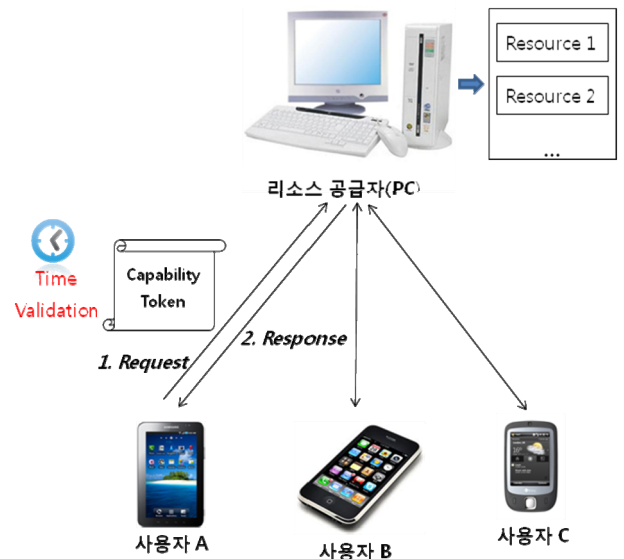 Resource 1
Resource 2
...
리소스 공급자(PC)
Time
Validation
Capability
Token
1. Request
2. Response
사용자 A
사용자 B
사용자 C